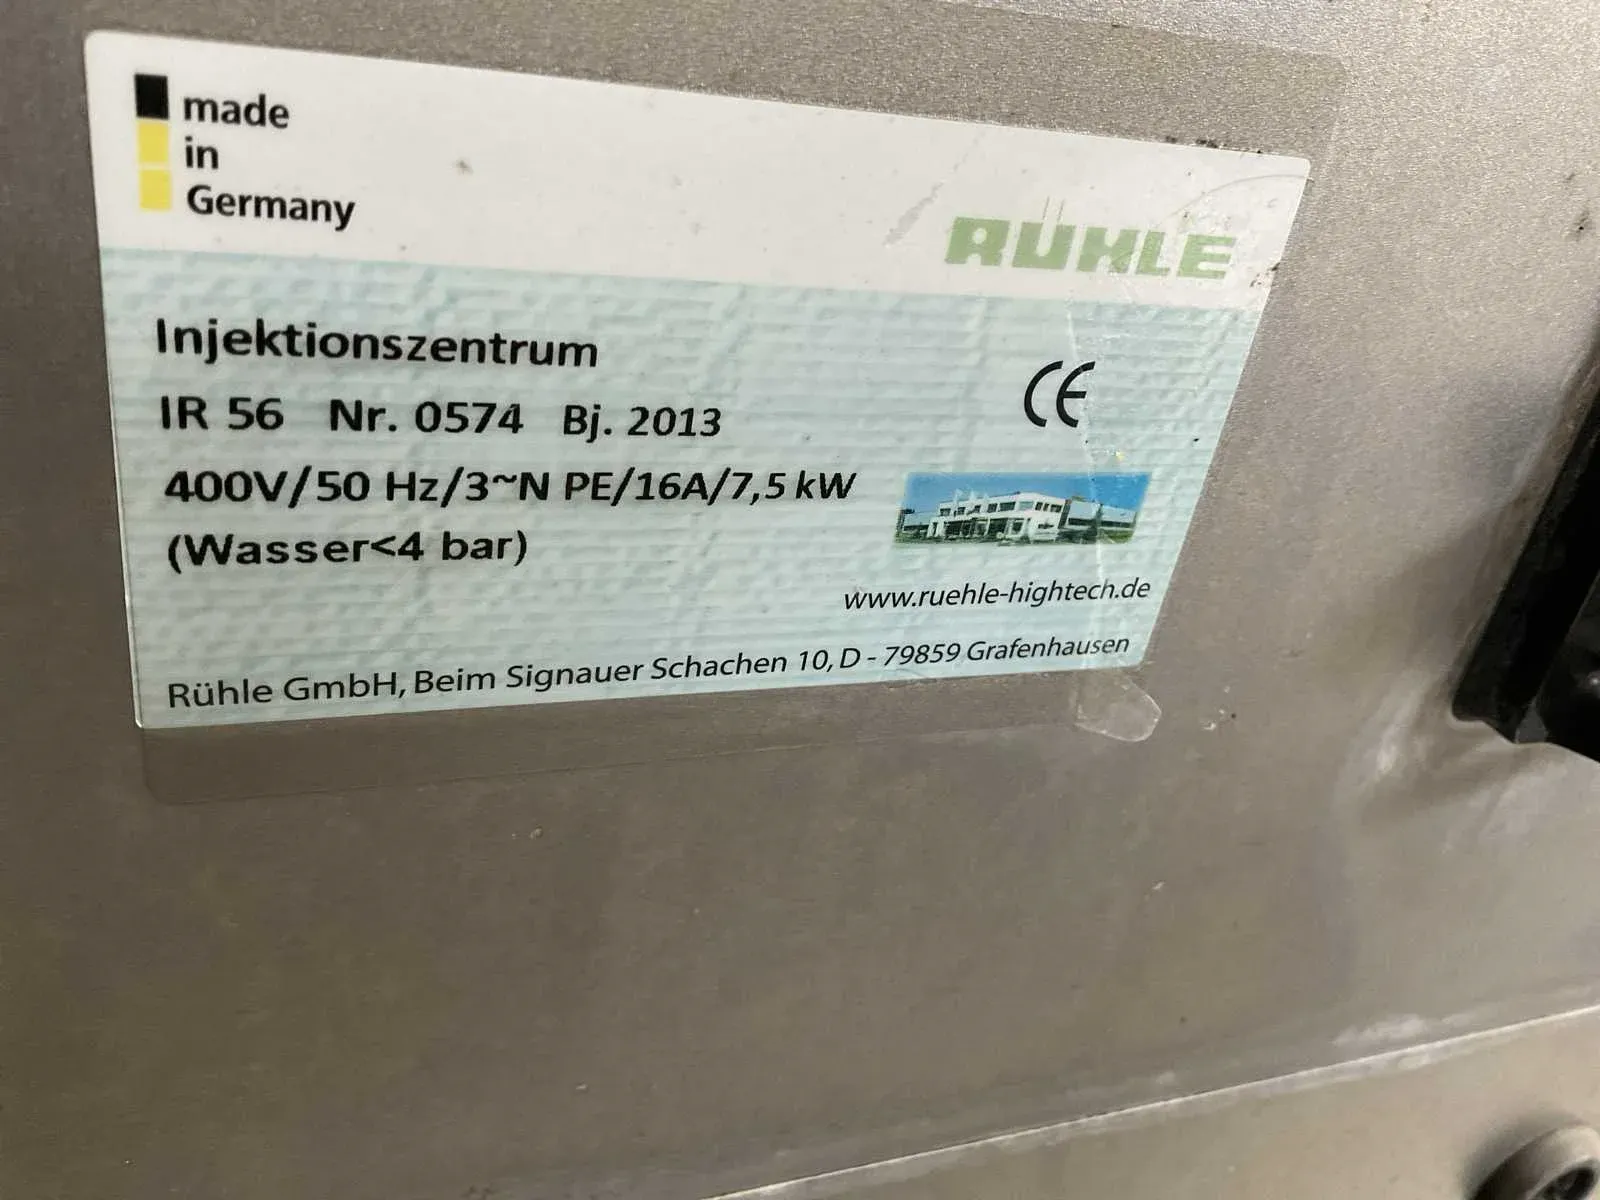 made
in
Germany
RÜHLE
Injektionszentrum
IR 56 Nr. 0574 Bj. 2013
CE
400V/50 Hz/3~N PE/16A/7,5 kW
(Wasser<4 bar)
www.ruehle-hightech.de
Rühle GmbH, Beim Signauer Schachen 10, D - 79859 Grafenhausen